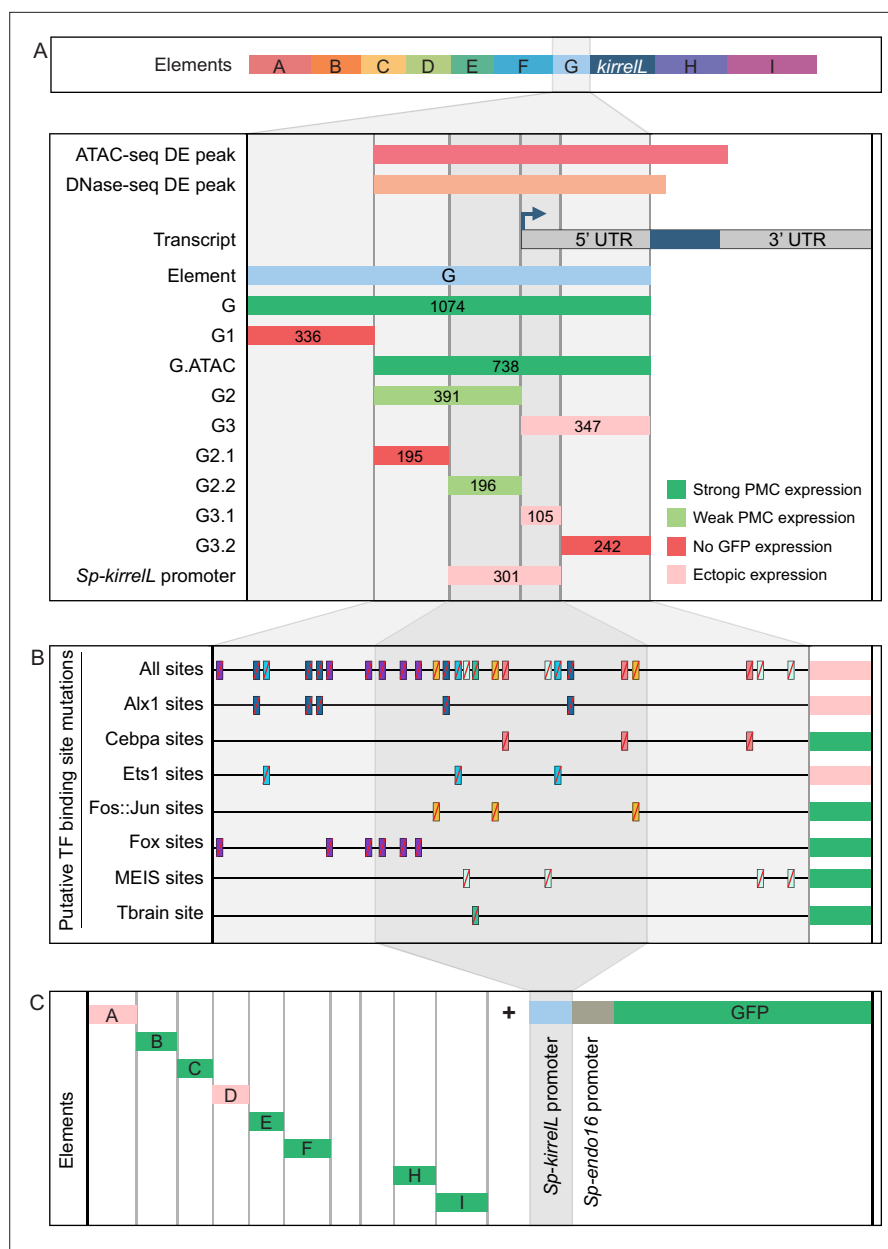 A
Elements A B C D E F G kirrelL H I
ATAC-seq DE peak
DNase-seq DE peak
Transcript 5' UTR 3' UTR
Element G
G 1074
G1 336
G.ATAC 738
G2 391
G3 347
G2.1 195
G2.2 196
G3.1 105
G3.2 242
Sp-kirrelL promoter 301
Strong PMC expression
Weak PMC expression
No GFP expression
Ectopic expression
B
Putative TF binding site mutations
All sites
Alx1 sites
Cebpa sites
Ets1 sites
Fos::Jun sites
Fox sites
MEIS sites
Tbrain site
C
Elements
A + GFP
B
C
D
E
F
H
I
Sp-kirrelL promoter
Sp-endo16 promoter